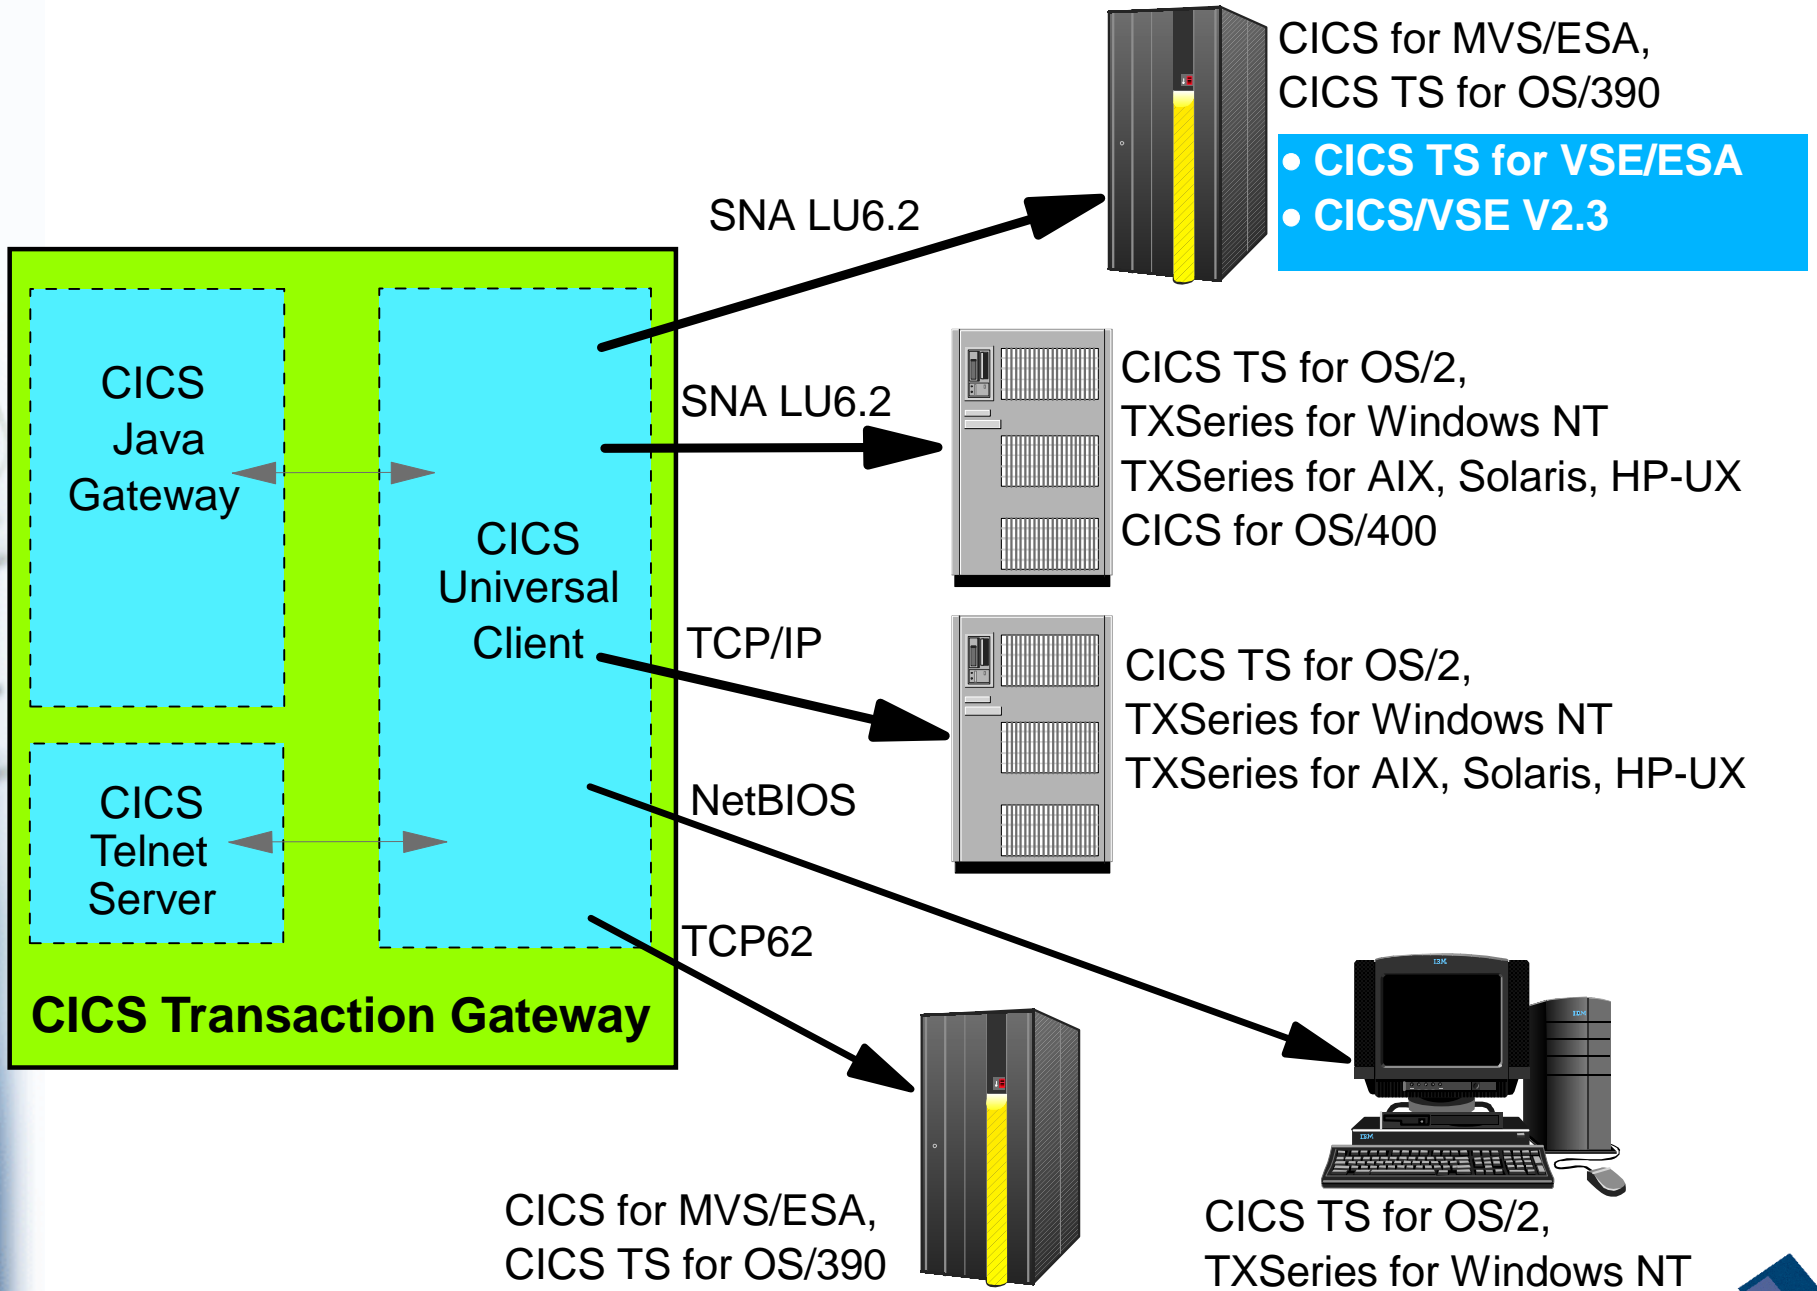 CICS for MVS/ESA,
CICS TS for OS/390
• CICS TS for VSE/ESA
• CICS/VSE V2.3
SNA LU6.2
CICS
Java
Gateway
CICS
Universal
Client
SNA LU6.2
CICS TS for OS/2,
TXSeries for Windows NT
TXSeries for AIX, Solaris, HP-UX
CICS for OS/400
TCP/IP
CICS TS for OS/2,
TXSeries for Windows NT
TXSeries for AIX, Solaris, HP-UX
CICS
Telnet
Server
NetBIOS
TCP62
CICS Transaction Gateway
IBM
IBM
IBM
CICS for MVS/ESA,
CICS TS for OS/390
CICS TS for OS/2,
TXSeries for Windows NT